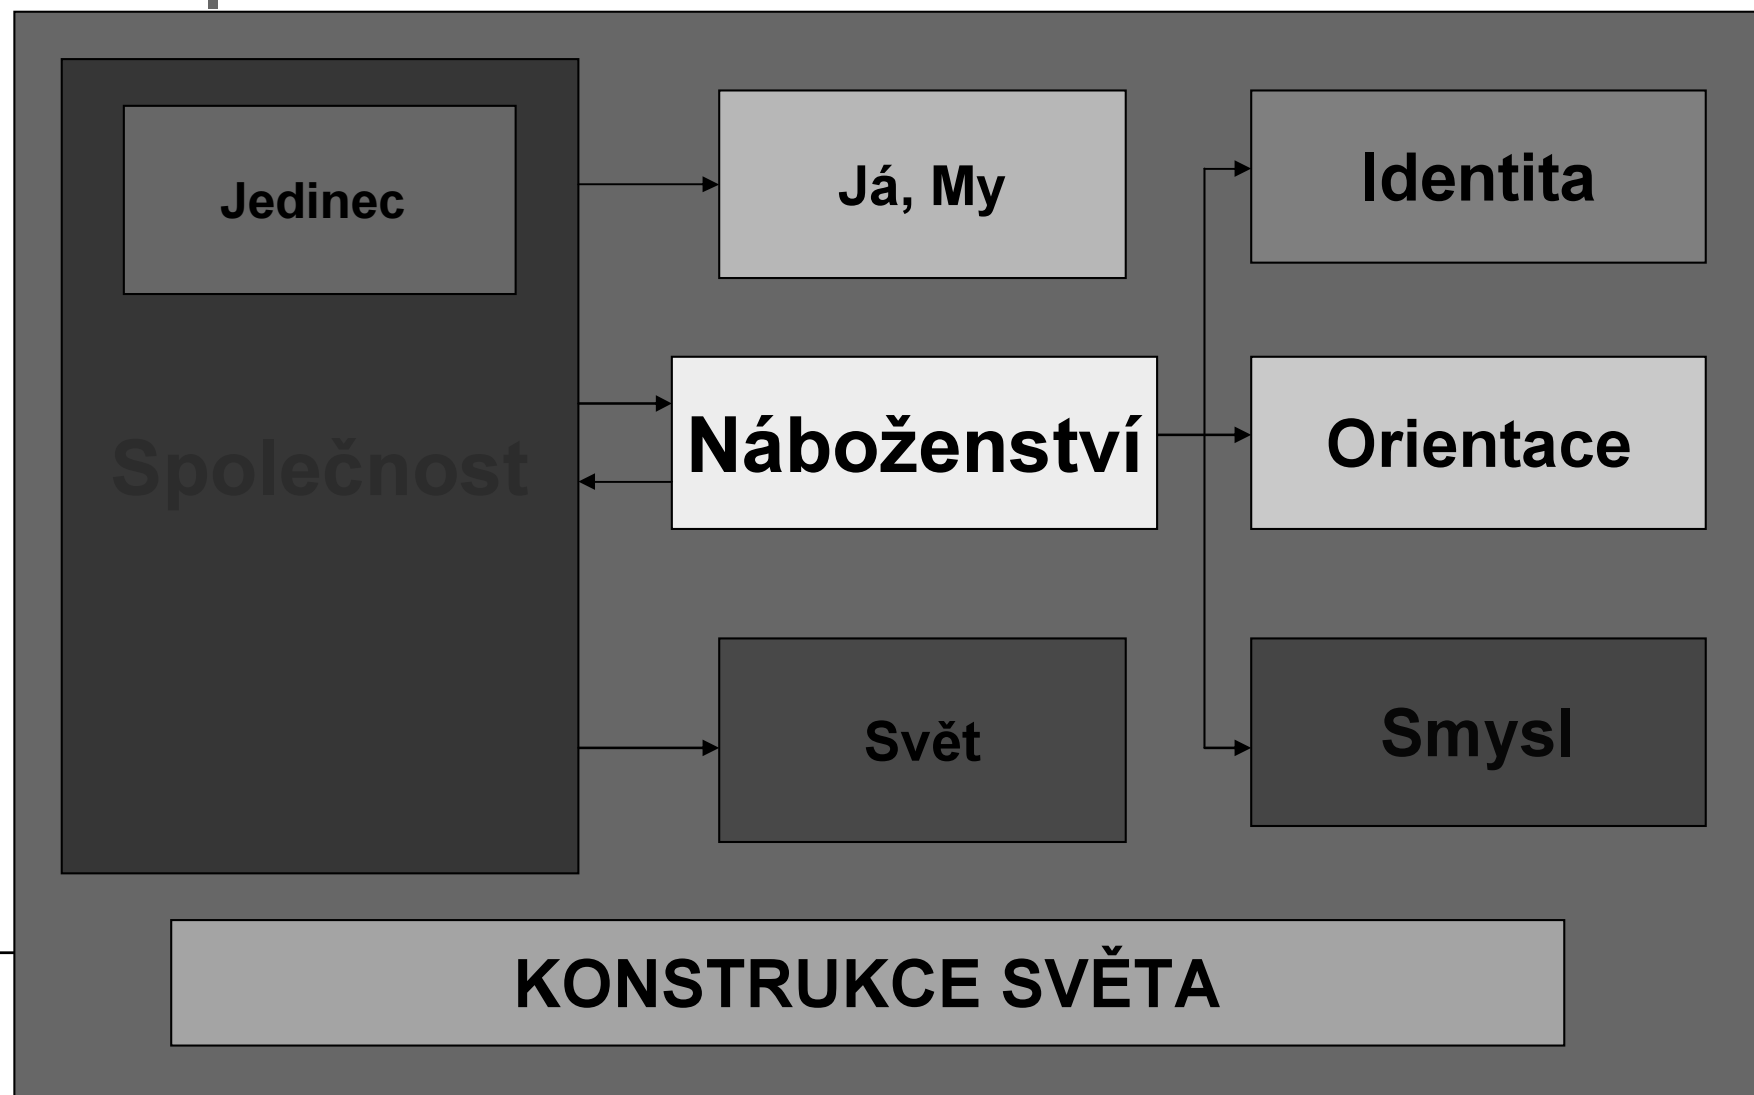 Jedinec
Já, My
Identita
Společnost
Náboženství
Orientace
Svět
Smysl
KONSTRUKCE SVĚTA